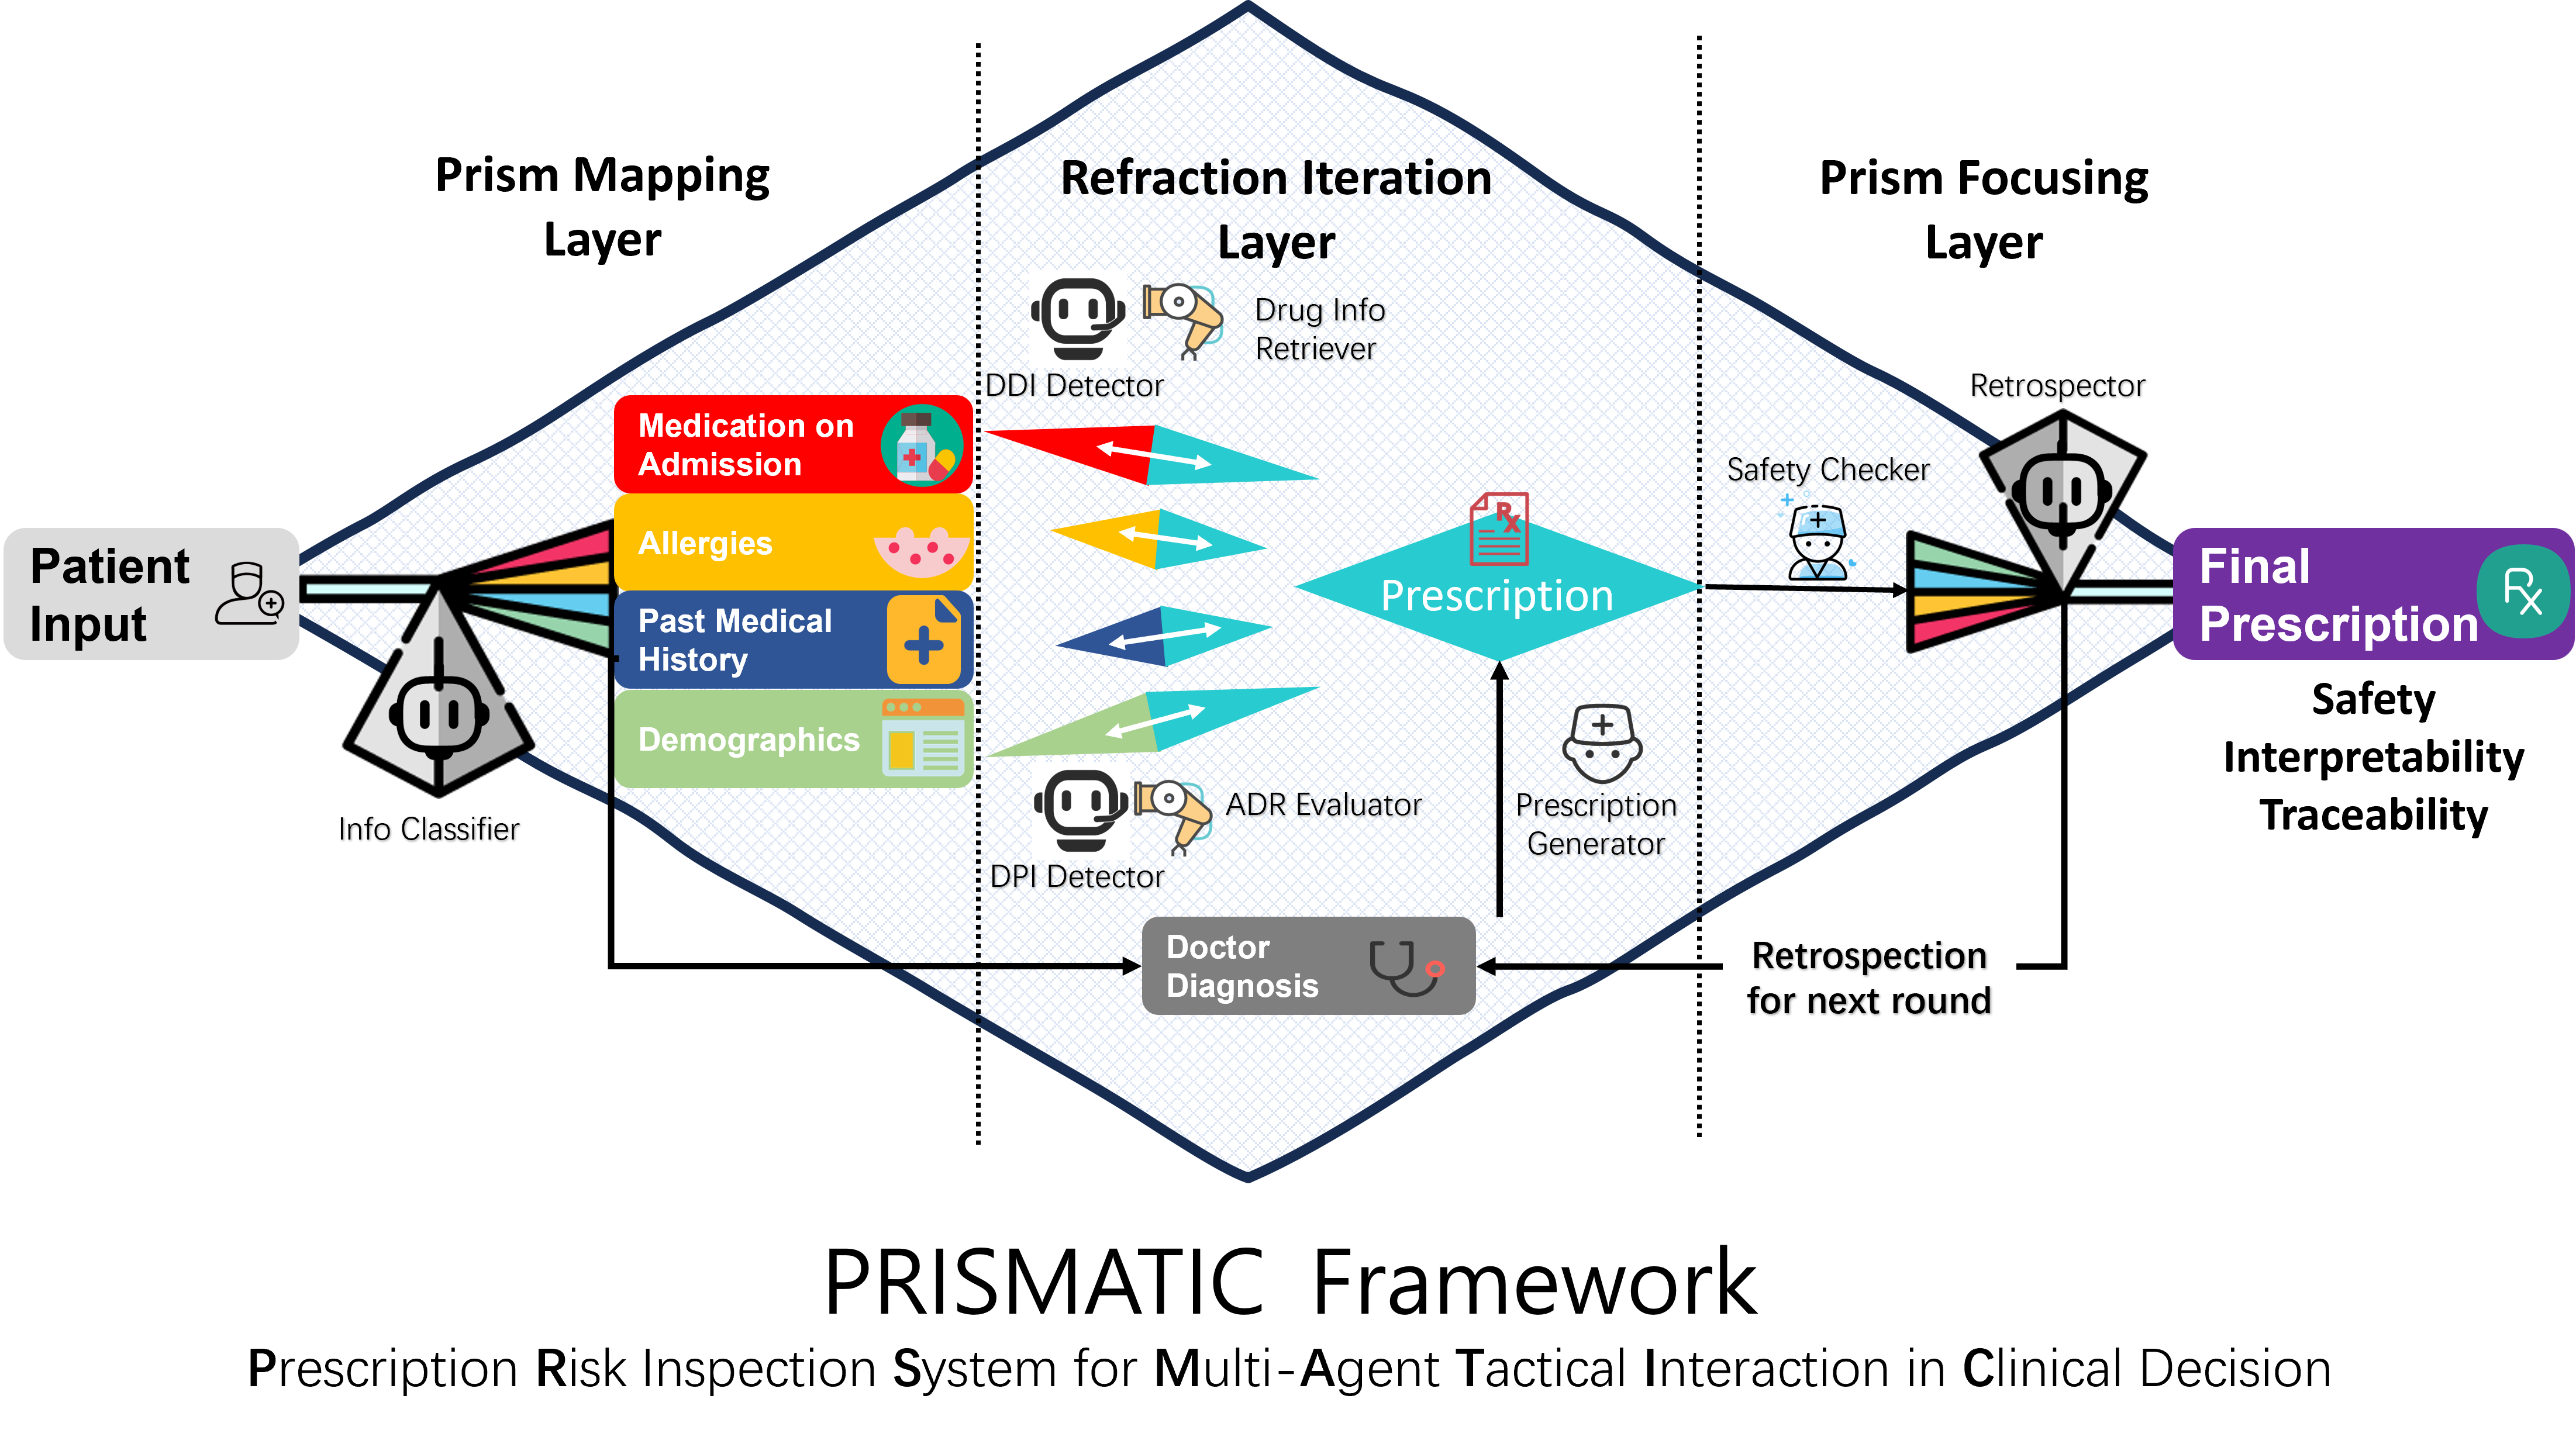 Prism Mapping
Layer
Refraction Iteration
Layer
Prism Focusing
Layer
Drug Info
Retriever
DDI Detector
Retrospector
Medication on
Admission
Safety Checker
Patient
Input
Allergies
Rx
Prescription
Final
Prescription
Rx
Past Medical
History
Demographics
Safety
Interpretability
Traceability
Info Classifier
ADR Evaluator
DPI Detector
Prescription
Generator
Doctor
Diagnosis
Retrospection
for next round
PRISMATIC Framework
Prescription Risk Inspection System for Multi-Agent Tactical Interaction in Clinical Decision